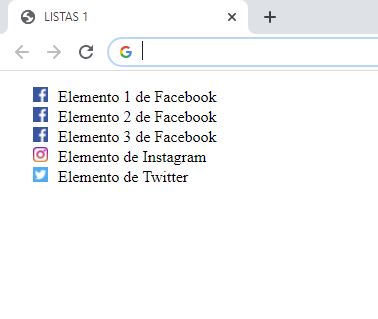 LISTAS 1
Elemento 1 de Facebook
Elemento 2 de Facebook
Elemento 3 de Facebook
Elemento de Instagram
Elemento de Twitter